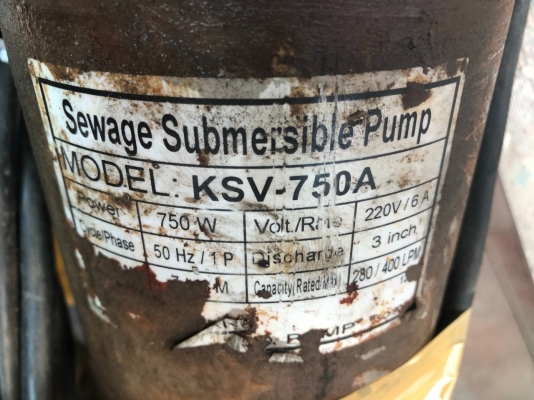 Sewage Submersible Pump
MODEL. KSV-750A
Power 750 W Volt./R 220V/6 A
Cycle/Phase 50 Hz/1 P Discharge 3 inch
M Capacity(Rated/Max) 280/400 LPM